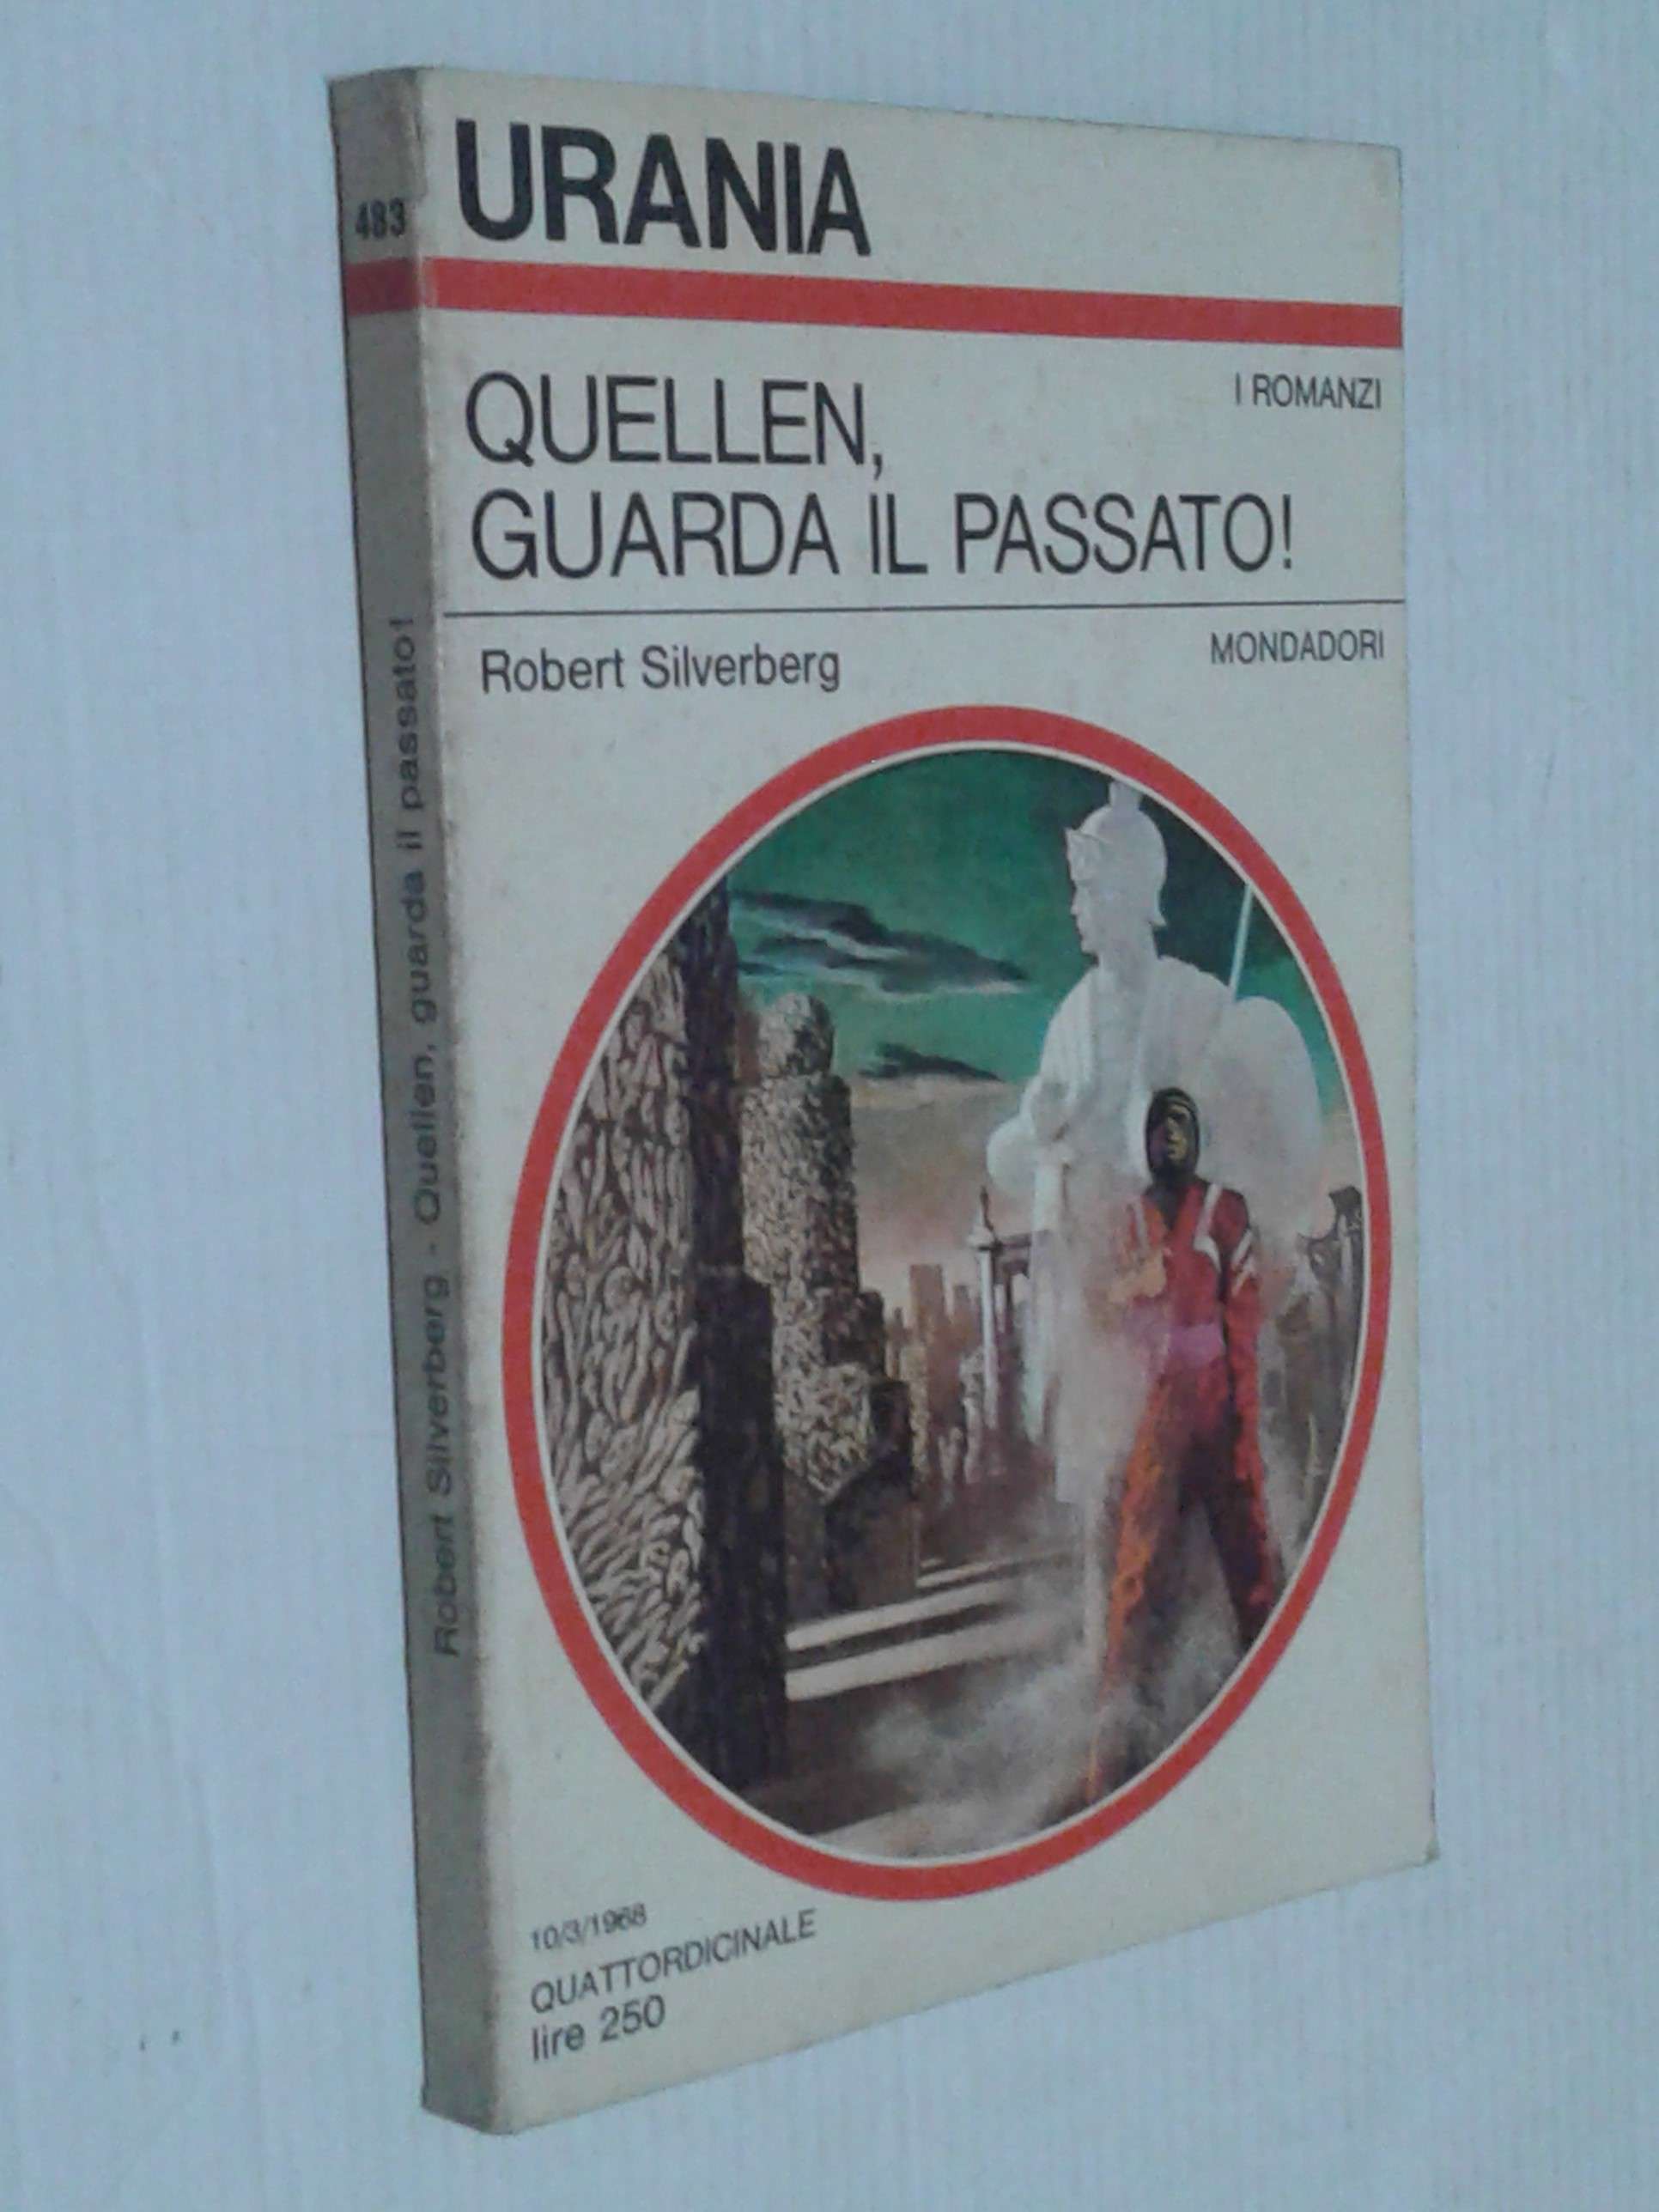 483
URANIA
I ROMANZI
QUELLEN,
GUARDA IL PASSATO!
Robert Silverberg
MONDADORI
Robert Silverberg - Quellen, guarda il passato!
10/3/1968
QUATTORDICINALE
lire 250